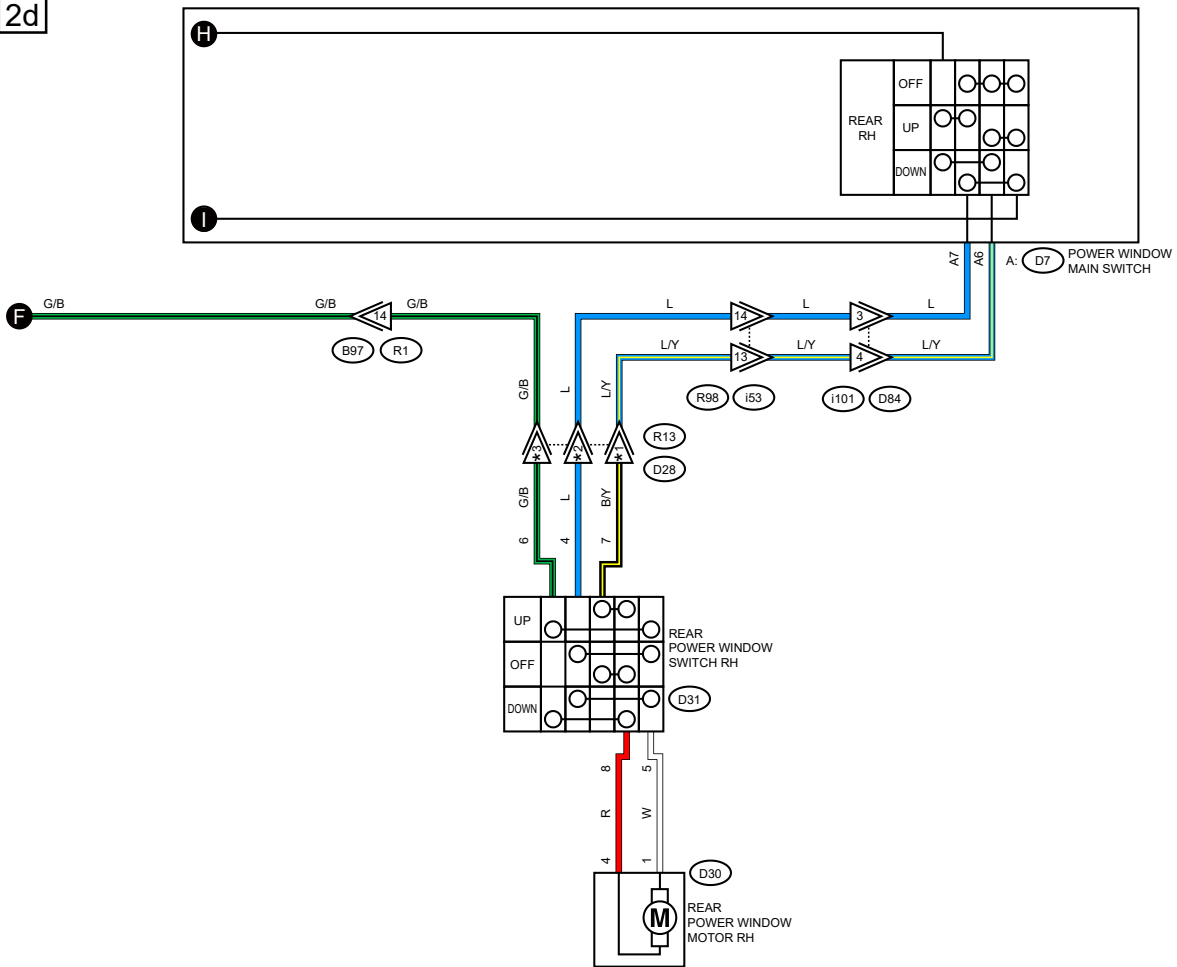 2d
H
OFF
REAR
RH
UP
DOWN
I
A7
A6
A: D7
POWER WINDOW
MAIN SWITCH
F
G/B
G/B
14
G/B
L
14
L
3
L
B97
R1
L/Y
13
L/Y
4
L/Y
R98
i53
i101
D84
G/B
L
L/Y
*3
*2
*1
R13
D28
G/B
L
B/Y
6
4
7
UP
OFF
DOWN
REAR
POWER WINDOW
SWITCH RH
D31
8
5
R
W
4
1
D30
M
REAR
POWER WINDOW
MOTOR RH